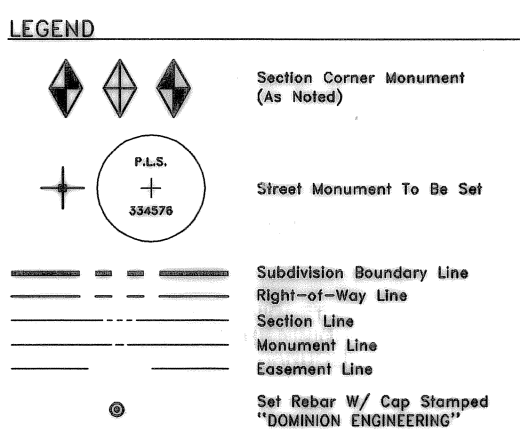 LEGEND
Section Corner Monument
(As Noted)
P.L.S.
334576
Street Monument To Be Set
Subdivision Boundary Line
Right-of-Way Line
Section Line
Monument Line
Easement Line
Set Rebar W/ Cap Stamped
"DOMINION ENGINEERING"